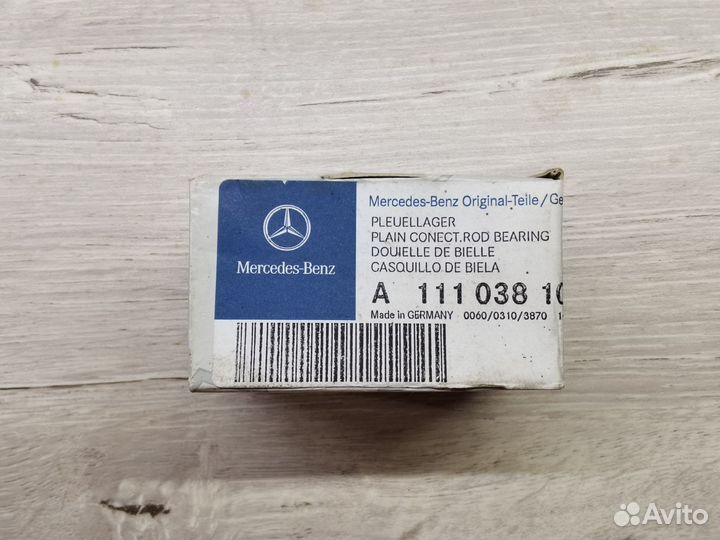 Mercedes-Benz
Mercedes-Benz Original-Teile/Ge
PLEUELLAGER
PLAIN CONECT.ROD BEARING
DOUIELLE DE BIELLE
CASQUILLO DE BIELA
A 111 038 10
Made in GERMANY 0060/0310/3870 1
Avito